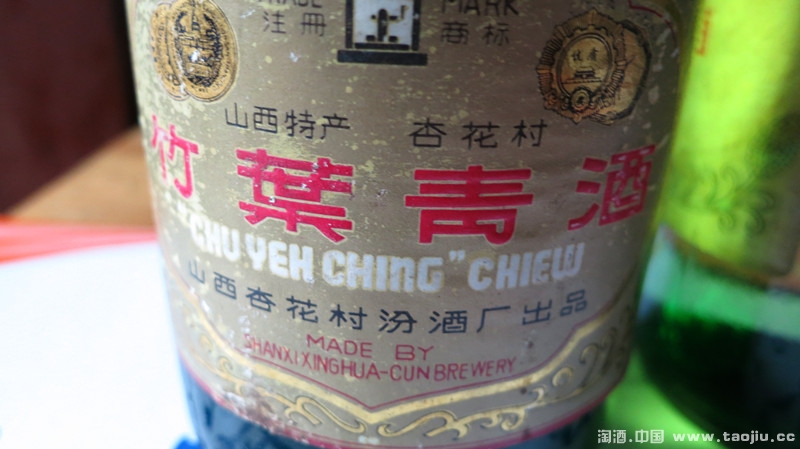 MARK
注册 商标
山西特产 杏花村
竹葉青酒
"CHU YEH CHING" CHIEW
山西杏花村汾酒厂出品
MADE BY
SHANXI XINGHUA-CUN BREWERY
淘酒.中国 www.taojiu.cc